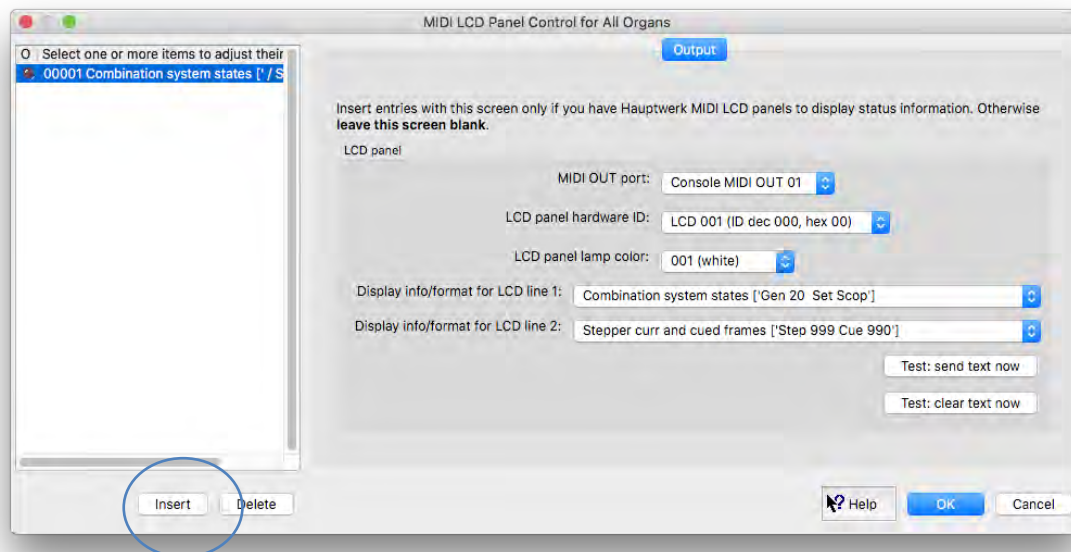 MIDI LCD Panel Control for All Organs
O Select one or more items to adjust their
00001 Combination system states [' / S
Output
Insert entries with this screen only if you have Hauptwerk MIDI LCD panels to display status information. Otherwise
leave this screen blank.
LCD panel
MIDI OUT port: Console MIDI OUT 01
LCD panel hardware ID: LCD 001 (ID dec 000, hex 00)
LCD panel lamp color: 001 (white)
Display info/format for LCD line 1: Combination system states ['Gen 20 Set Scop']
Display info/format for LCD line 2: Stepper curr and cued frames ['Step 999 Cue 990']
Test: send text now
Test: clear text now
Insert Delete Help OK Cancel